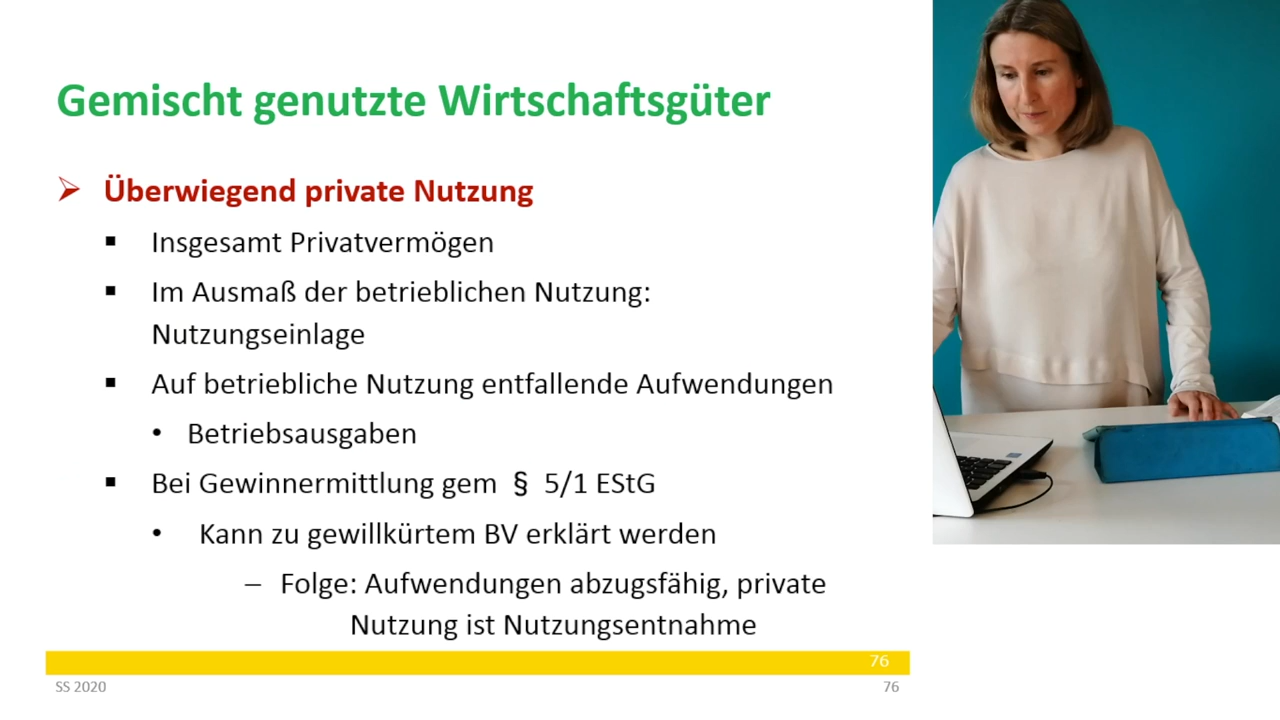 Gemischt genutzte Wirtschaftsgüter
➢ Überwiegend private Nutzung
▪ Insgesamt Privatvermögen
▪ Im Ausmaß der betrieblichen Nutzung:
Nutzungseinlage
▪ Auf betriebliche Nutzung entfallende Aufwendungen
• Betriebsausgaben
▪ Bei Gewinnermittlung gem § 5/1 EStG
• Kann zu gewillkürtem BV erklärt werden
– Folge: Aufwendungen abzugsfähig, private
Nutzung ist Nutzungsentnahme
76
SS 2020
76